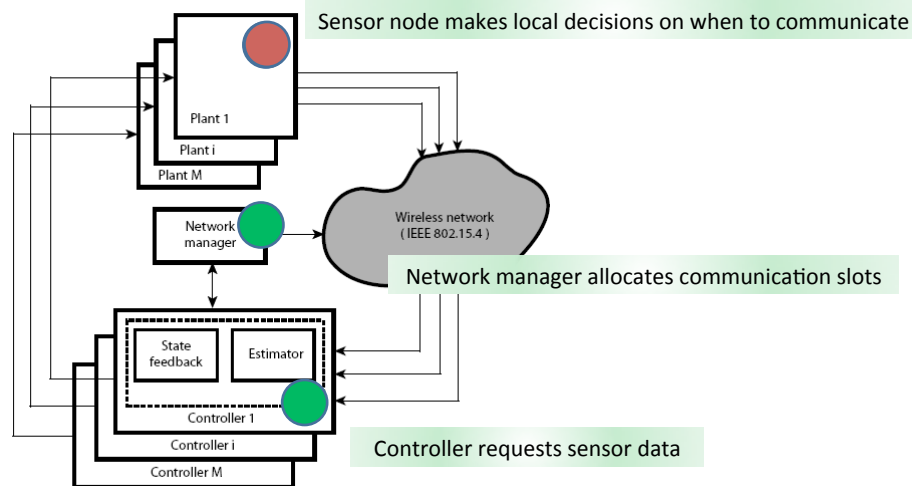 Sensor node makes local decisions on when to communicate
Plant 1
Plant i
Plant M
Wireless network
( IEEE 802.15.4 )
Network
manager
Network manager allocates communication slots
State
feedback
Estimator
Controller 1
Controller i
Controller M
Controller requests sensor data